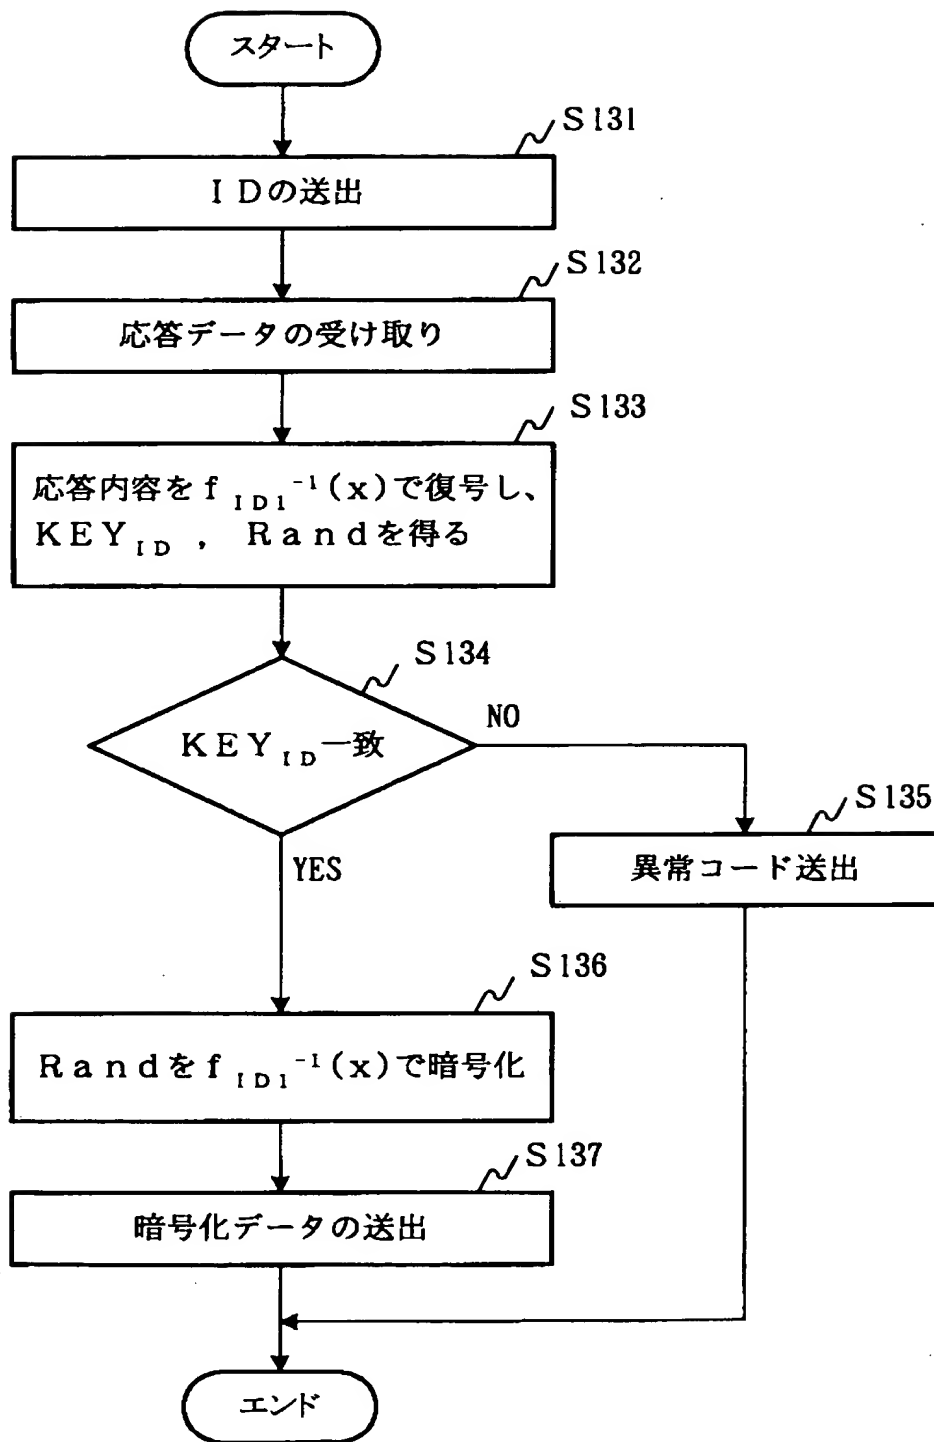 スタート
S131
IDの送出
S132
応答データの受け取り
S133
応答内容をf ID1 -1(x)で復号し、
KEY ID , Randを得る
S134
KEY ID 一致
NO
YES
S135
異常コード送出
S136
Randをf ID1 -1(x)で暗号化
S137
暗号化データの送出
エンド